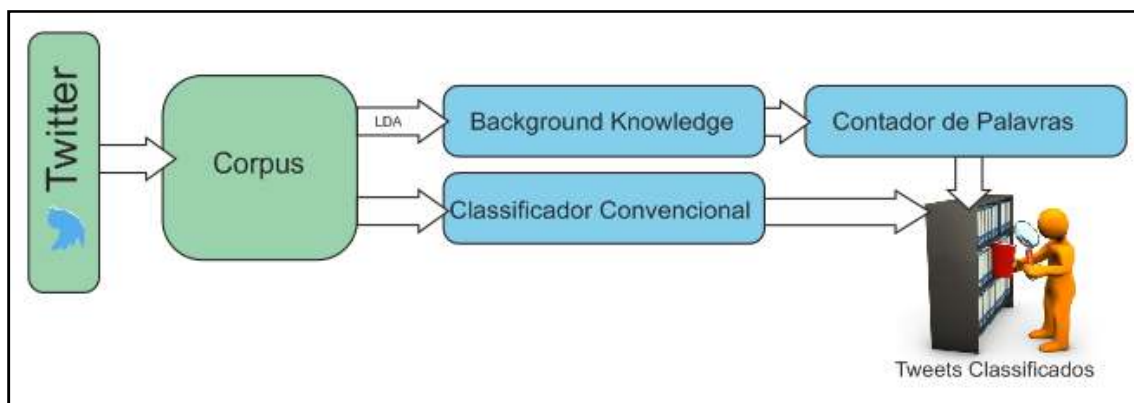 Twitter
Corpus
LDA
Background Knowledge
Contador de Palavras
Classificador Convencional
Tweets Classificados